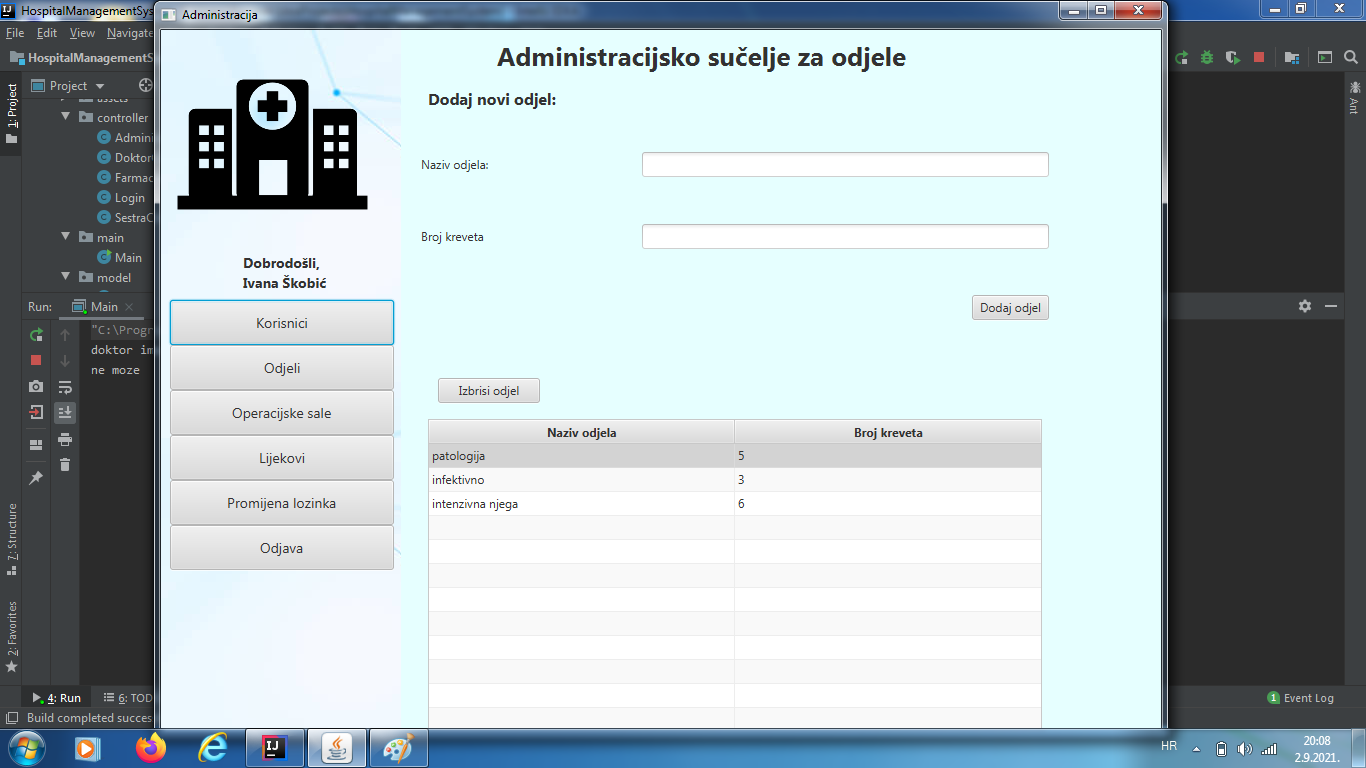 HospitalManagementSys
Administracija
File Edit View Navigate
HospitalManagementS
Project
assets
controller
Admini
Doktor
Farmac
Login
SestraC
main
Main
model
1: Project
7: Structure
2: Favorites
Ant
Run: Main
"C:\Progr
doktor im
ne moze
Dobrodošli,
Ivana Škobić
Korisnici
Odjeli
Operacijske sale
Lijekovi
Promijena lozinka
Odjava
Administracijsko sučelje za odjele
Dodaj novi odjel:
Naziv odjela:
Broj kreveta
Dodaj odjel
Izbrisi odjel
Naziv odjela Broj kreveta
patologija 5
infektivno 3
intenzivna njega 6
4: Run 6: TOD
1 Event Log
Build completed succes
IJ
HR
20:08
2.9.2021.